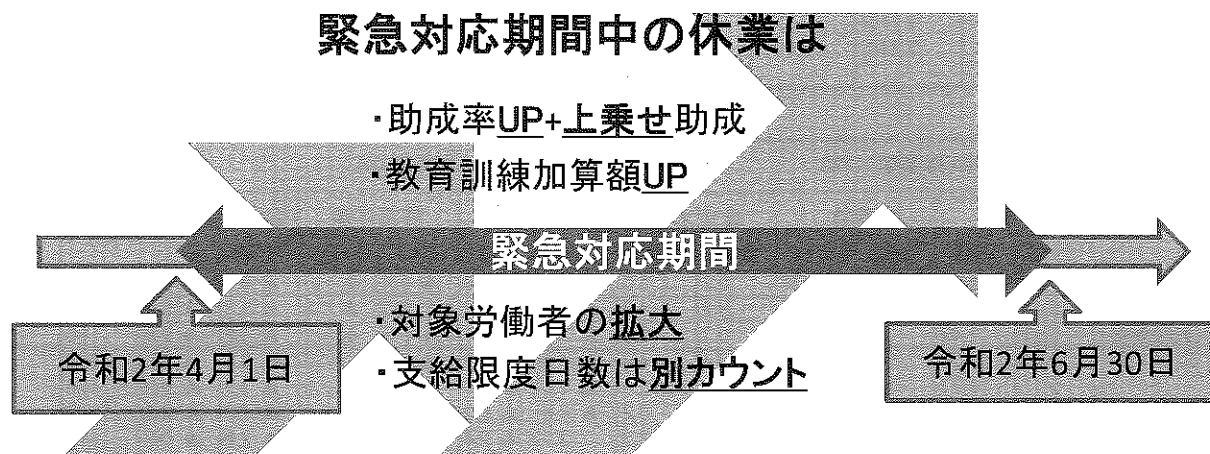 緊急対応期間中の休業は
・助成率UP+上乗せ助成
・教育訓練加算額UP
緊急対応期間
・対象労働者の拡大
・支給限度日数は別カウント
令和2年4月1日
令和2年6月30日